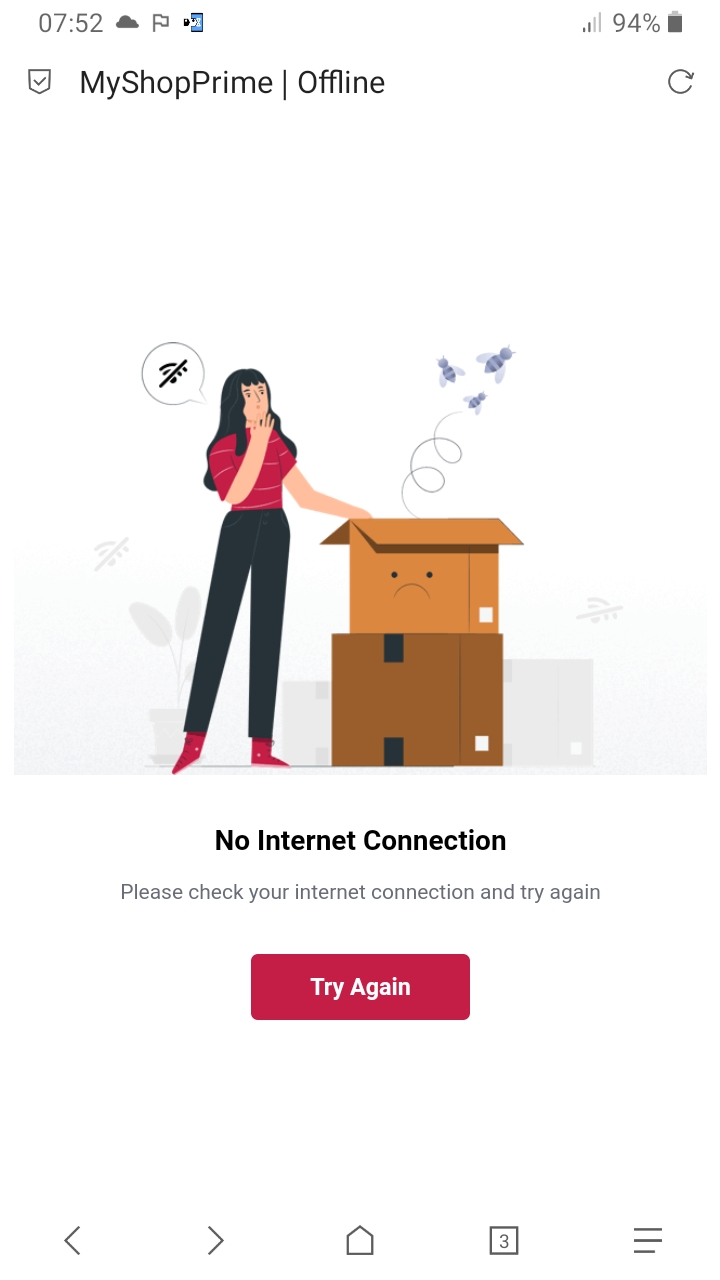 07:52 94%
MyShopPrime | Offline
No Internet Connection
Please check your internet connection and try again
Try Again
3